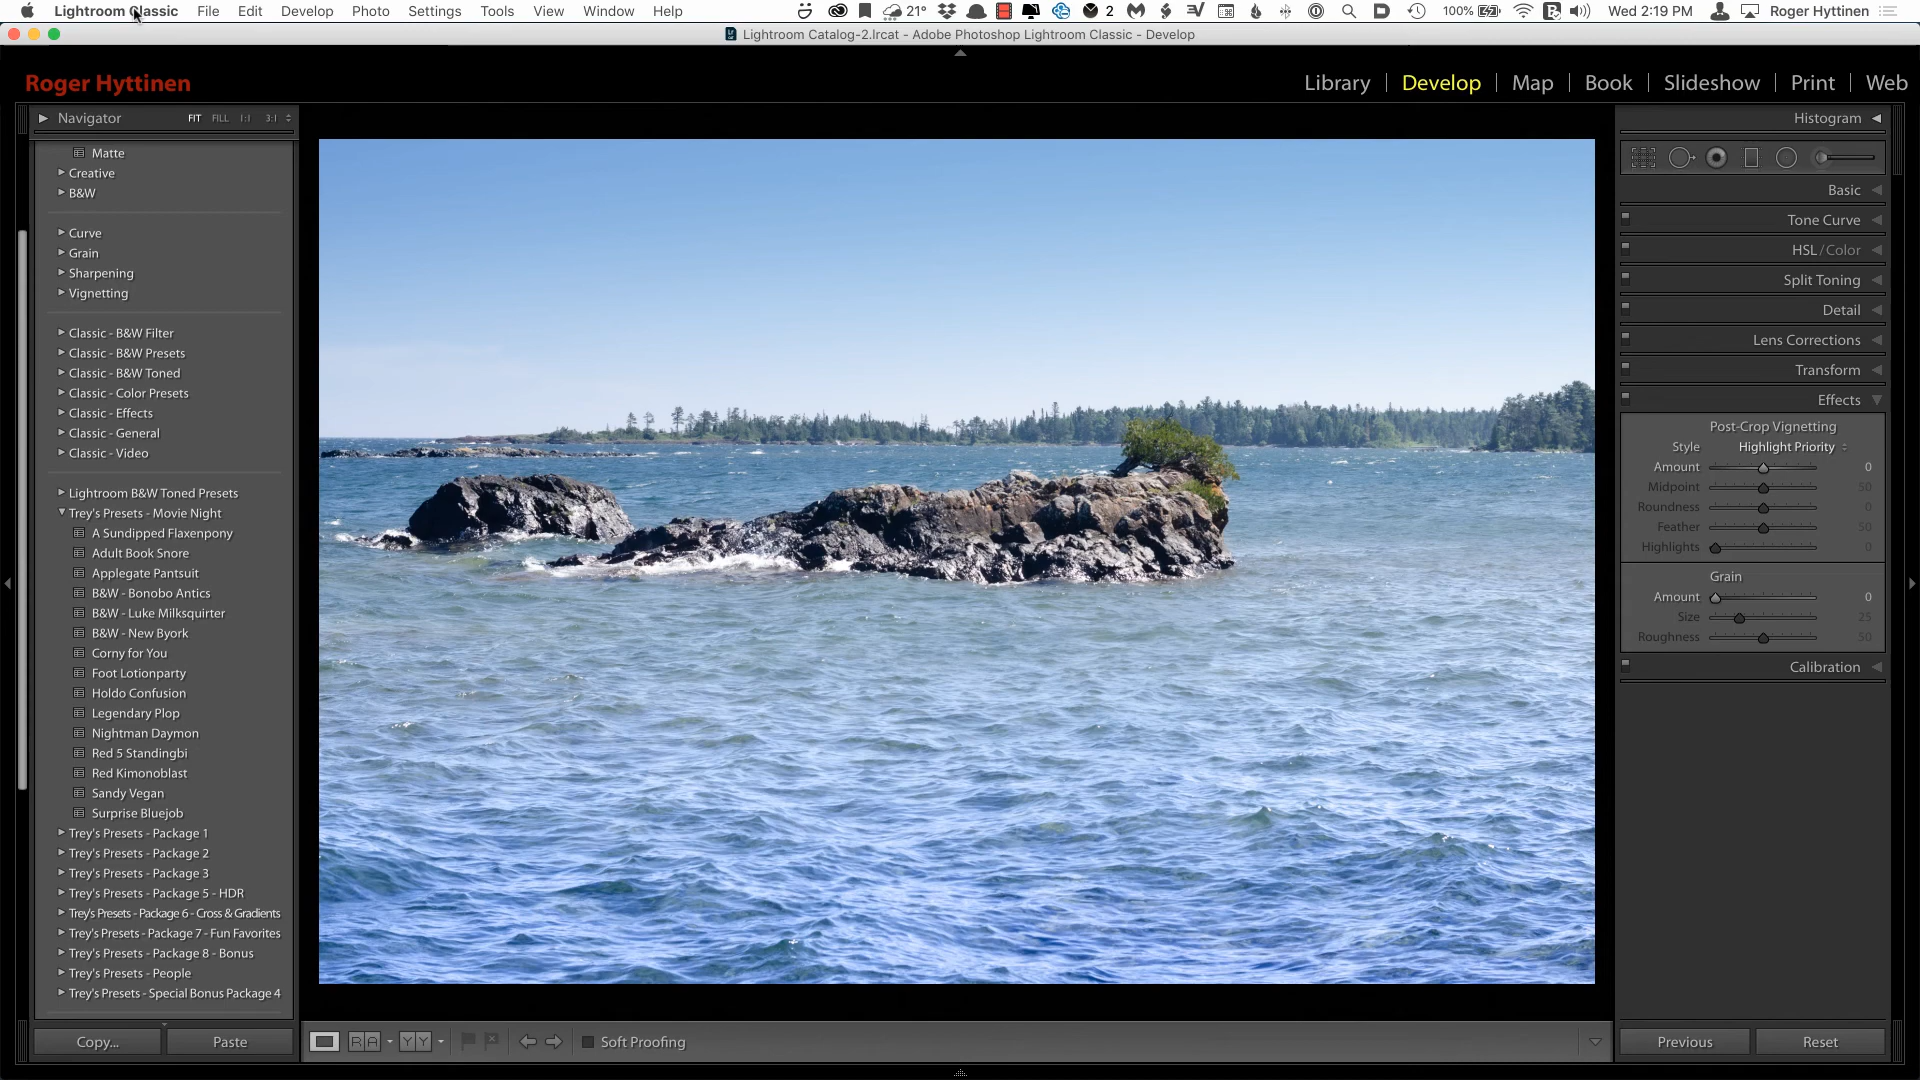 Lightroom Classic File Edit Develop Photo Settings Tools View Window Help 21° 2 100% Wed 2:19 PM Roger Hyttinen
Lightroom Catalog-2.lrcat - Adobe Photoshop Lightroom Classic - Develop
Roger Hyttinen Library | Develop | Map | Book | Slideshow | Print | Web
Navigator FIT FILL 1:1 3:1
Matte
Creative
B&W
Curve
Grain
Sharpening
Vignetting
Classic - B&W Filter
Classic - B&W Presets
Classic - B&W Toned
Classic - Color Presets
Classic - Effects
Classic - General
Classic - Video
Lightroom B&W Toned Presets
Trey's Presets - Movie Night
A Sundipped Flaxenpony
Adult Book Snore
Applegate Pantsuit
B&W - Bonobo Antics
B&W - Luke Milksquirter
B&W - New Byork
Corny for You
Foot Lotionparty
Holdo Confusion
Legendary Plop
Nightman Daymon
Red 5 Standingbi
Red Kimonoblast
Sandy Vegan
Surprise Bluejob
Trey's Presets - Package 1
Trey's Presets - Package 2
Trey's Presets - Package 3
Trey's Presets - Package 5 - HDR
Trey's Presets - Package 6 - Cross & Gradients
Trey's Presets - Package 7 - Fun Favorites
Trey's Presets - Package 8 - Bonus
Trey's Presets - People
Trey's Presets - Special Bonus Package 4
Copy... Paste
R A Y Y Soft Proofing
Histogram
Basic
Tone Curve
HSL / Color
Split Toning
Detail
Lens Corrections
Transform
Effects
Post-Crop Vignetting
Style Highlight Priority
Amount 0
Midpoint 50
Roundness 0
Feather 50
Highlights 0
Grain
Amount 0
Size 25
Roughness 50
Calibration
Previous Reset